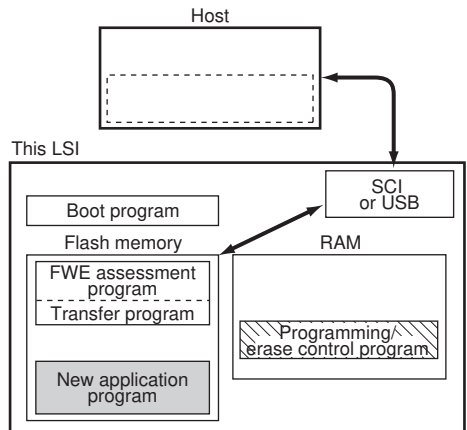 Host
This LSI
SCI
or USB
Boot program
Flash memory
RAM
FWE assessment
program
Transfer program
Programming/
erase control program
New application
program